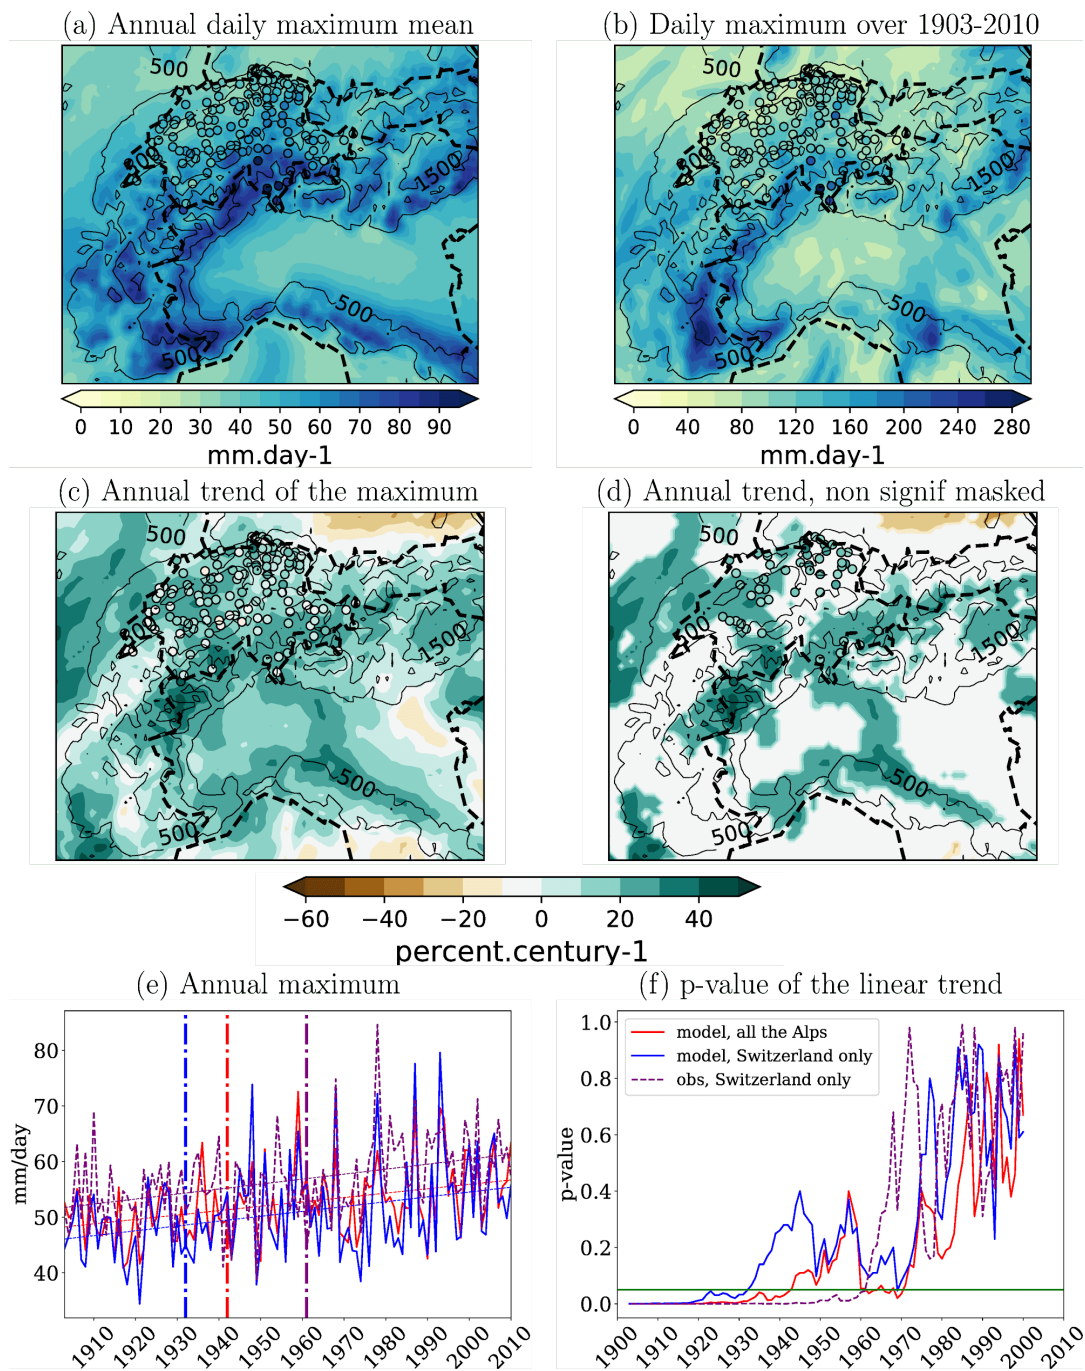 (a) Annual daily maximum mean
(b) Daily maximum over 1903-2010
500
500
1500
500
500
500
500
1500
500
500
0 10 20 30 40 50 60 70 80 90
mm.day-1
0 40 80 120 160 200 240 280
mm.day-1
(c) Annual trend of the maximum
(d) Annual trend, non signif masked
500
500
1500
500
500
500
500
1500
500
500
−60 −40 −20 0 20 40
percent.century-1
(e) Annual maximum
(f) p-value of the linear trend
mm/day
80
70
60
50
40
1910 1920 1930 1940 1950 1960 1970 1980 1990 2000 2010
p-value
1.0
0.8
0.6
0.4
0.2
0.0
model, all the Alps
model, Switzerland only
obs, Switzerland only
1900 1910 1920 1930 1940 1950 1960 1970 1980 1990 2000 2010